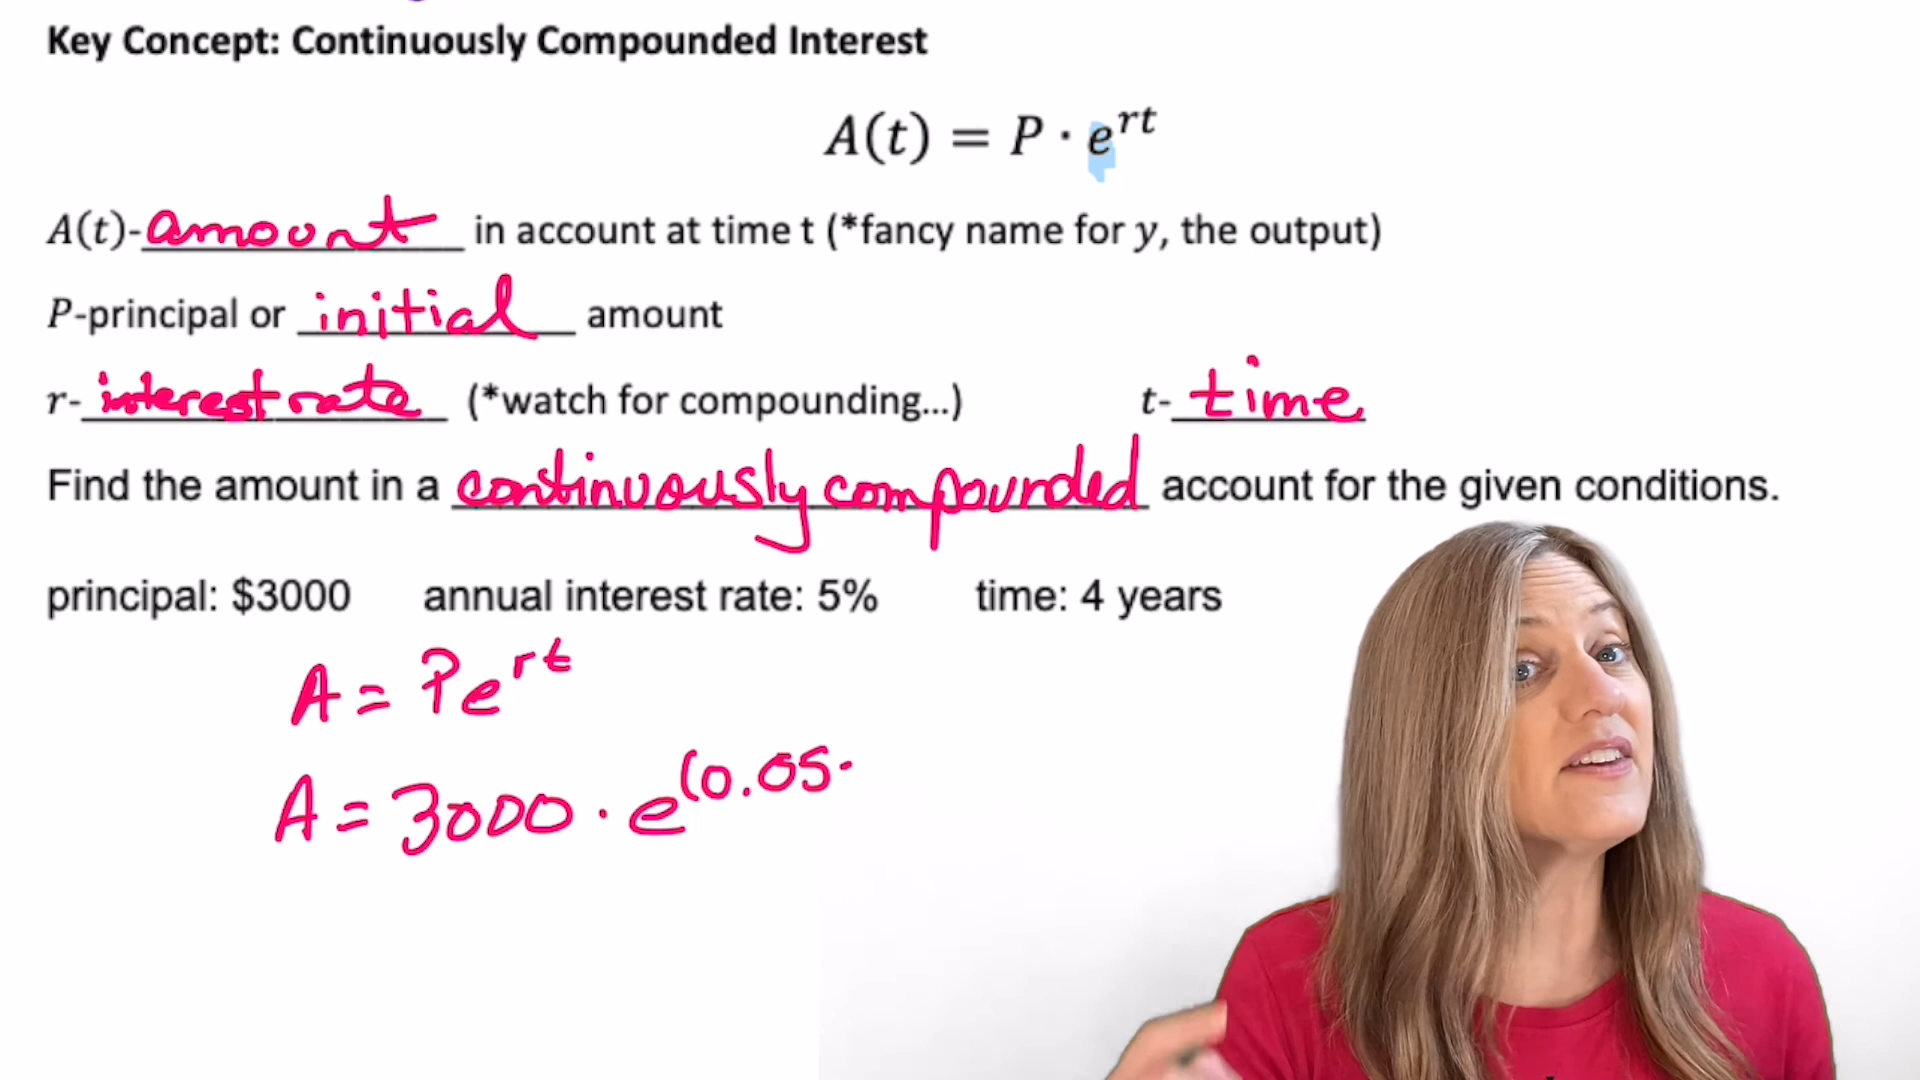 Key Concept: Continuously Compounded Interest
A(t) = P · e^{rt}
A(t)-amount in account at time t (*fancy name for y, the output)
P-principal or initial amount
r-interest rate (*watch for compounding...) t-time
Find the amount in a continuously compounded account for the given conditions.
principal: $3000 annual interest rate: 5% time: 4 years
A = Pe^{rt}
A = 3000 · e^{(0.05·